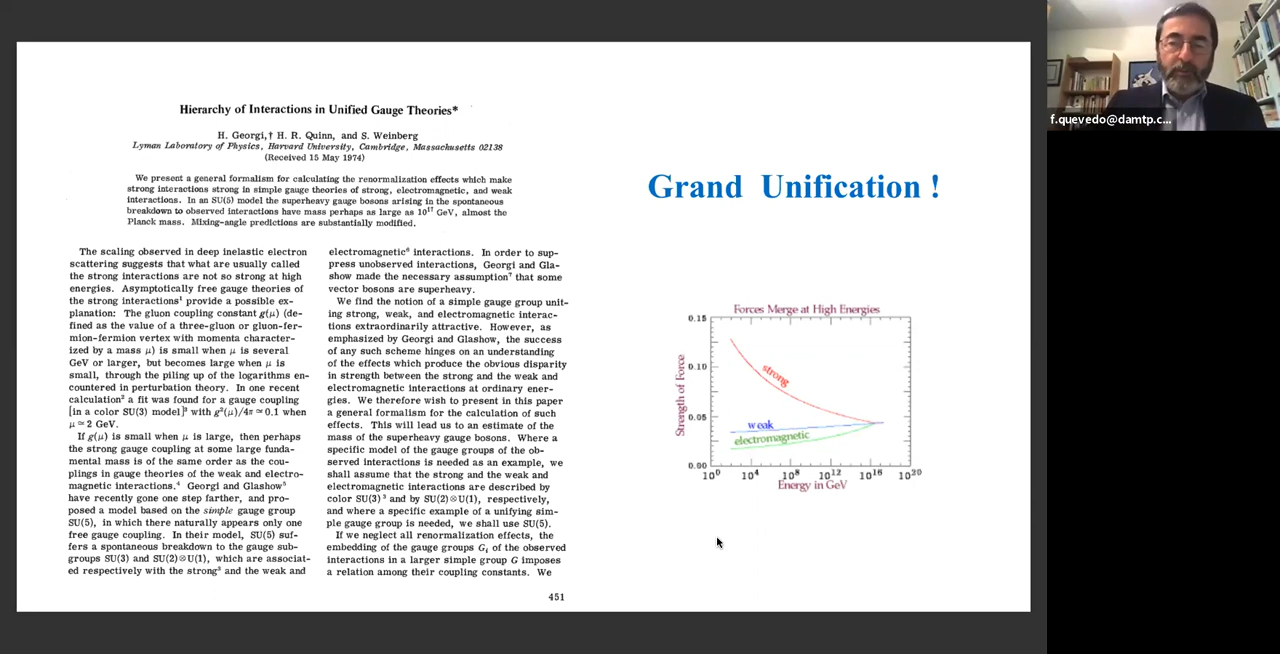 Hierarchy of Interactions in Unified Gauge Theories*
H. Georgi,† H. R. Quinn, and S. Weinberg
Lyman Laboratory of Physics, Harvard University, Cambridge, Massachusetts 02138
(Received 15 May 1974)
We present a general formalism for calculating the renormalization effects which make
strong interactions strong in simple gauge theories of strong, electromagnetic, and weak
interactions. In an SU(5) model the superheavy gauge bosons arising in the spontaneous
breakdown to observed interactions have mass perhaps as large as 10¹⁷ GeV, almost the
Planck mass. Mixing-angle predictions are substantially modified.
The scaling observed in deep inelastic electron
scattering suggests that what are usually called
the strong interactions are not so strong at high
energies. Asymptotically free gauge theories of
the strong interactions¹ provide a possible ex-
planation: The gluon coupling constant g(μ) (de-
fined as the value of a three-gluon or gluon-fer-
mion-fermion vertex with momenta character-
ized by a mass μ) is small when μ is several
GeV or larger, but becomes large when μ is
small, through the piling up of the logarithms en-
countered in perturbation theory. In one recent
calculation² a fit was found for a gauge coupling
[in a color SU(3) model]³ with g²(μ)/4π ≃ 0.1 when
μ ≃ 2 GeV.
If g(μ) is small when μ is large, then perhaps
the strong gauge coupling at some large funda-
mental mass is of the same order as the cou-
plings in gauge theories of the weak and electro-
magnetic interactions.⁴ Georgi and Glashow⁵
have recently gone one step farther, and pro-
posed a model based on the simple gauge group
SU(5), in which there naturally appears only one
free gauge coupling. In their model, SU(5) suf-
fers a spontaneous breakdown to the gauge sub-
groups SU(3) and SU(2)⊗U(1), which are associat-
ed respectively with the strong³ and the weak and
electromagnetic⁶ interactions. In order to sup-
press unobserved interactions, Georgi and Gla-
show made the necessary assumption⁷ that some
vector bosons are superheavy.
We find the notion of a simple gauge group unit-
ing strong, weak, and electromagnetic interac-
tions extraordinarily attractive. However, as
emphasized by Georgi and Glashow, the success
of any such scheme hinges on an understanding
of the effects which produce the obvious disparity
in strength between the strong and the weak and
electromagnetic interactions at ordinary ener-
gies. We therefore wish to present in this paper
a general formalism for the calculation of such
effects. This will lead us to an estimate of the
mass of the superheavy gauge bosons. Where a
specific model of the gauge groups of the ob-
served interactions is needed as an example, we
shall assume that the strong and the weak and
electromagnetic interactions are described by
color SU(3)³ and by SU(2)⊗U(1), respectively,
and where a specific example of a unifying sim-
ple gauge group is needed, we shall use SU(5).
If we neglect all renormalization effects, the
embedding of the gauge groups Gᵢ of the observed
interactions in a larger simple group G imposes
a relation among their coupling constants. We
451
Grand Unification !
Forces Merge at High Energies
Strength of Force
0.15
0.10
0.05
0.00
strong
weak
electromagnetic
10⁰ 10⁴ 10⁸ 10¹² 10¹⁶ 10²⁰
Energy in GeV
f.quevedo@damtp.c...